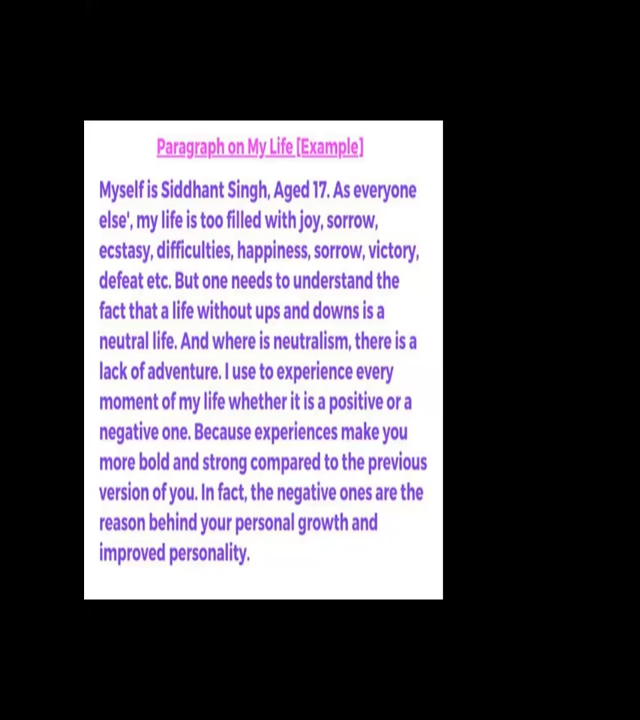 Paragraph on My Life [Example]
Myself is Siddhant Singh, Aged 17. As everyone
else', my life is too filled with joy, sorrow,
ecstasy, difficulties, happiness, sorrow, victory,
defeat etc. But one needs to understand the
fact that a life without ups and downs is a
neutral life. And where is neutralism, there is a
lack of adventure. I use to experience every
moment of my life whether it is a positive or a
negative one. Because experiences make you
more bold and strong compared to the previous
version of you. In fact, the negative ones are the
reason behind your personal growth and
improved personality.